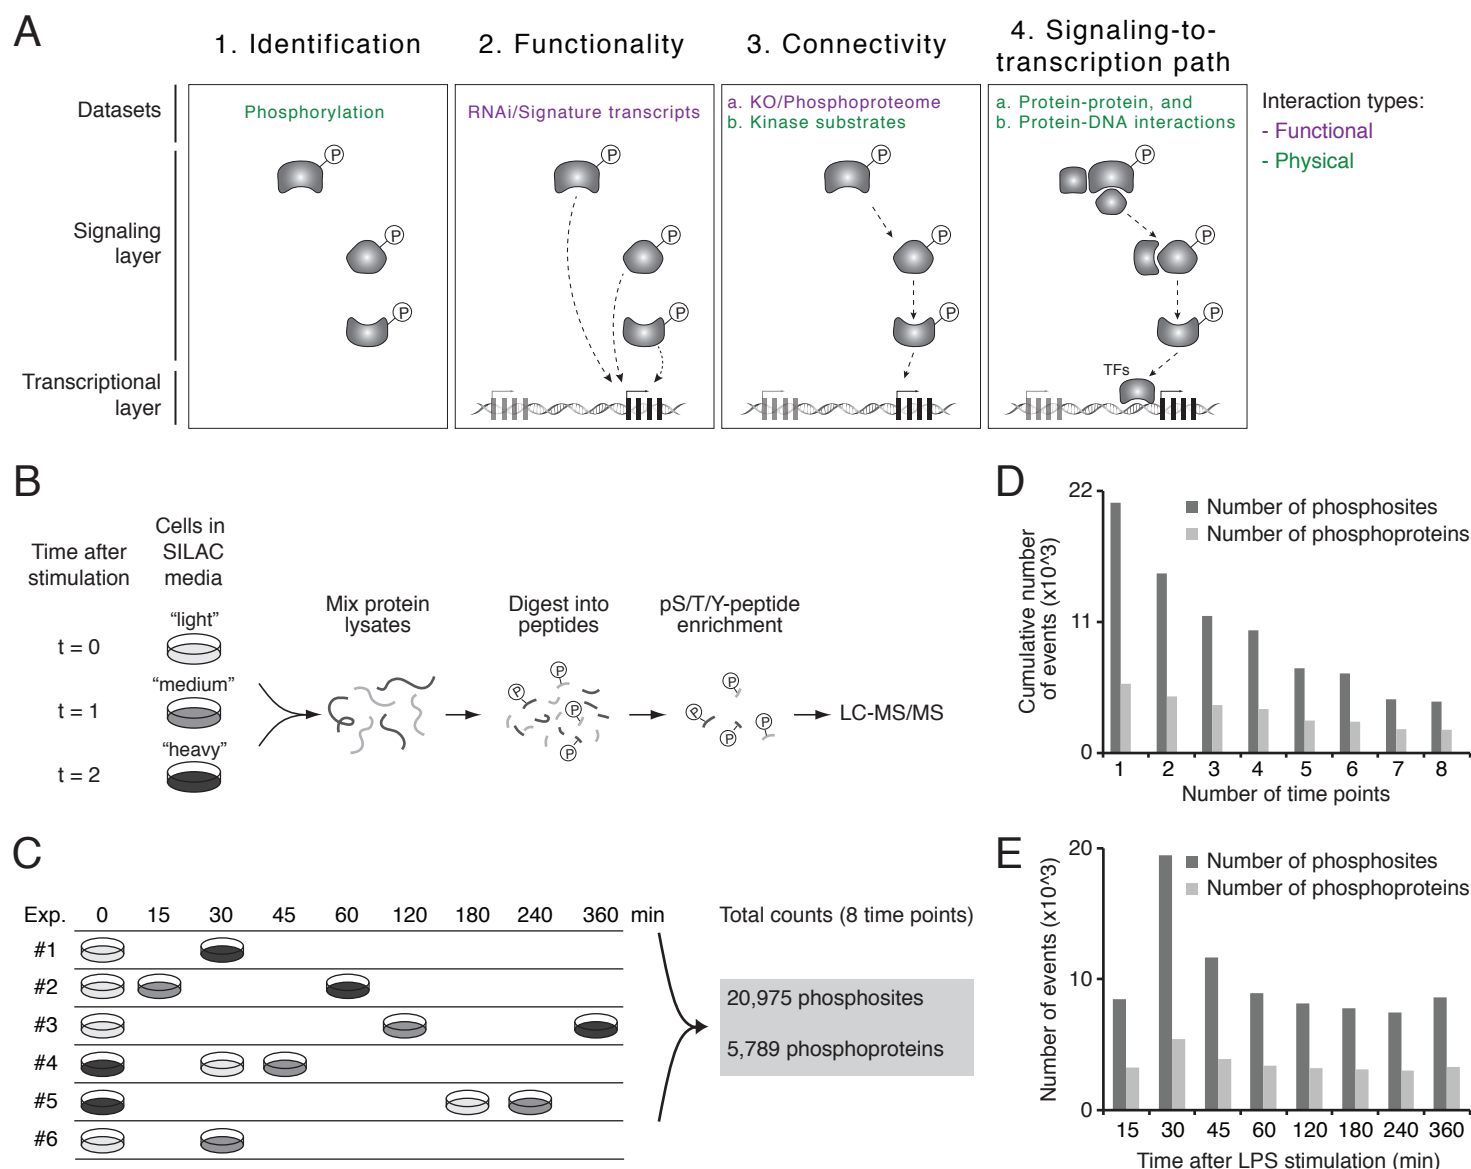 A
1. Identification
2. Functionality
3. Connectivity
4. Signaling-to-
transcription path
Datasets
Phosphorylation
RNAi/Signature transcripts
a. KO/Phosphoproteome
b. Kinase substrates
a. Protein-protein, and
b. Protein-DNA interactions
Interaction types:
- Functional
- Physical
Signaling
layer
Transcriptional
layer
P
P
P
P
P
P
P
P
P
P
P
P
TFs
B
Time after
stimulation
Cells in
SILAC
media
t = 0
"light"
t = 1
"medium"
t = 2
"heavy"
Mix protein
lysates
Digest into
peptides
pS/T/Y-peptide
enrichment
P
P
P
P
P
P
P
P
LC-MS/MS
C
Exp. 0 15 30 45 60 120 180 240 360 min
#1
#2
#3
#4
#5
#6
Total counts (8 time points)
20,975 phosphosites
5,789 phosphoproteins
D
Cumulative number
of events (x10^3)
22
11
0
Number of phosphosites
Number of phosphoproteins
1 2 3 4 5 6 7 8
Number of time points
E
Number of events (x10^3)
20
10
0
Number of phosphosites
Number of phosphoproteins
15 30 45 60 120 180 240 360
Time after LPS stimulation (min)